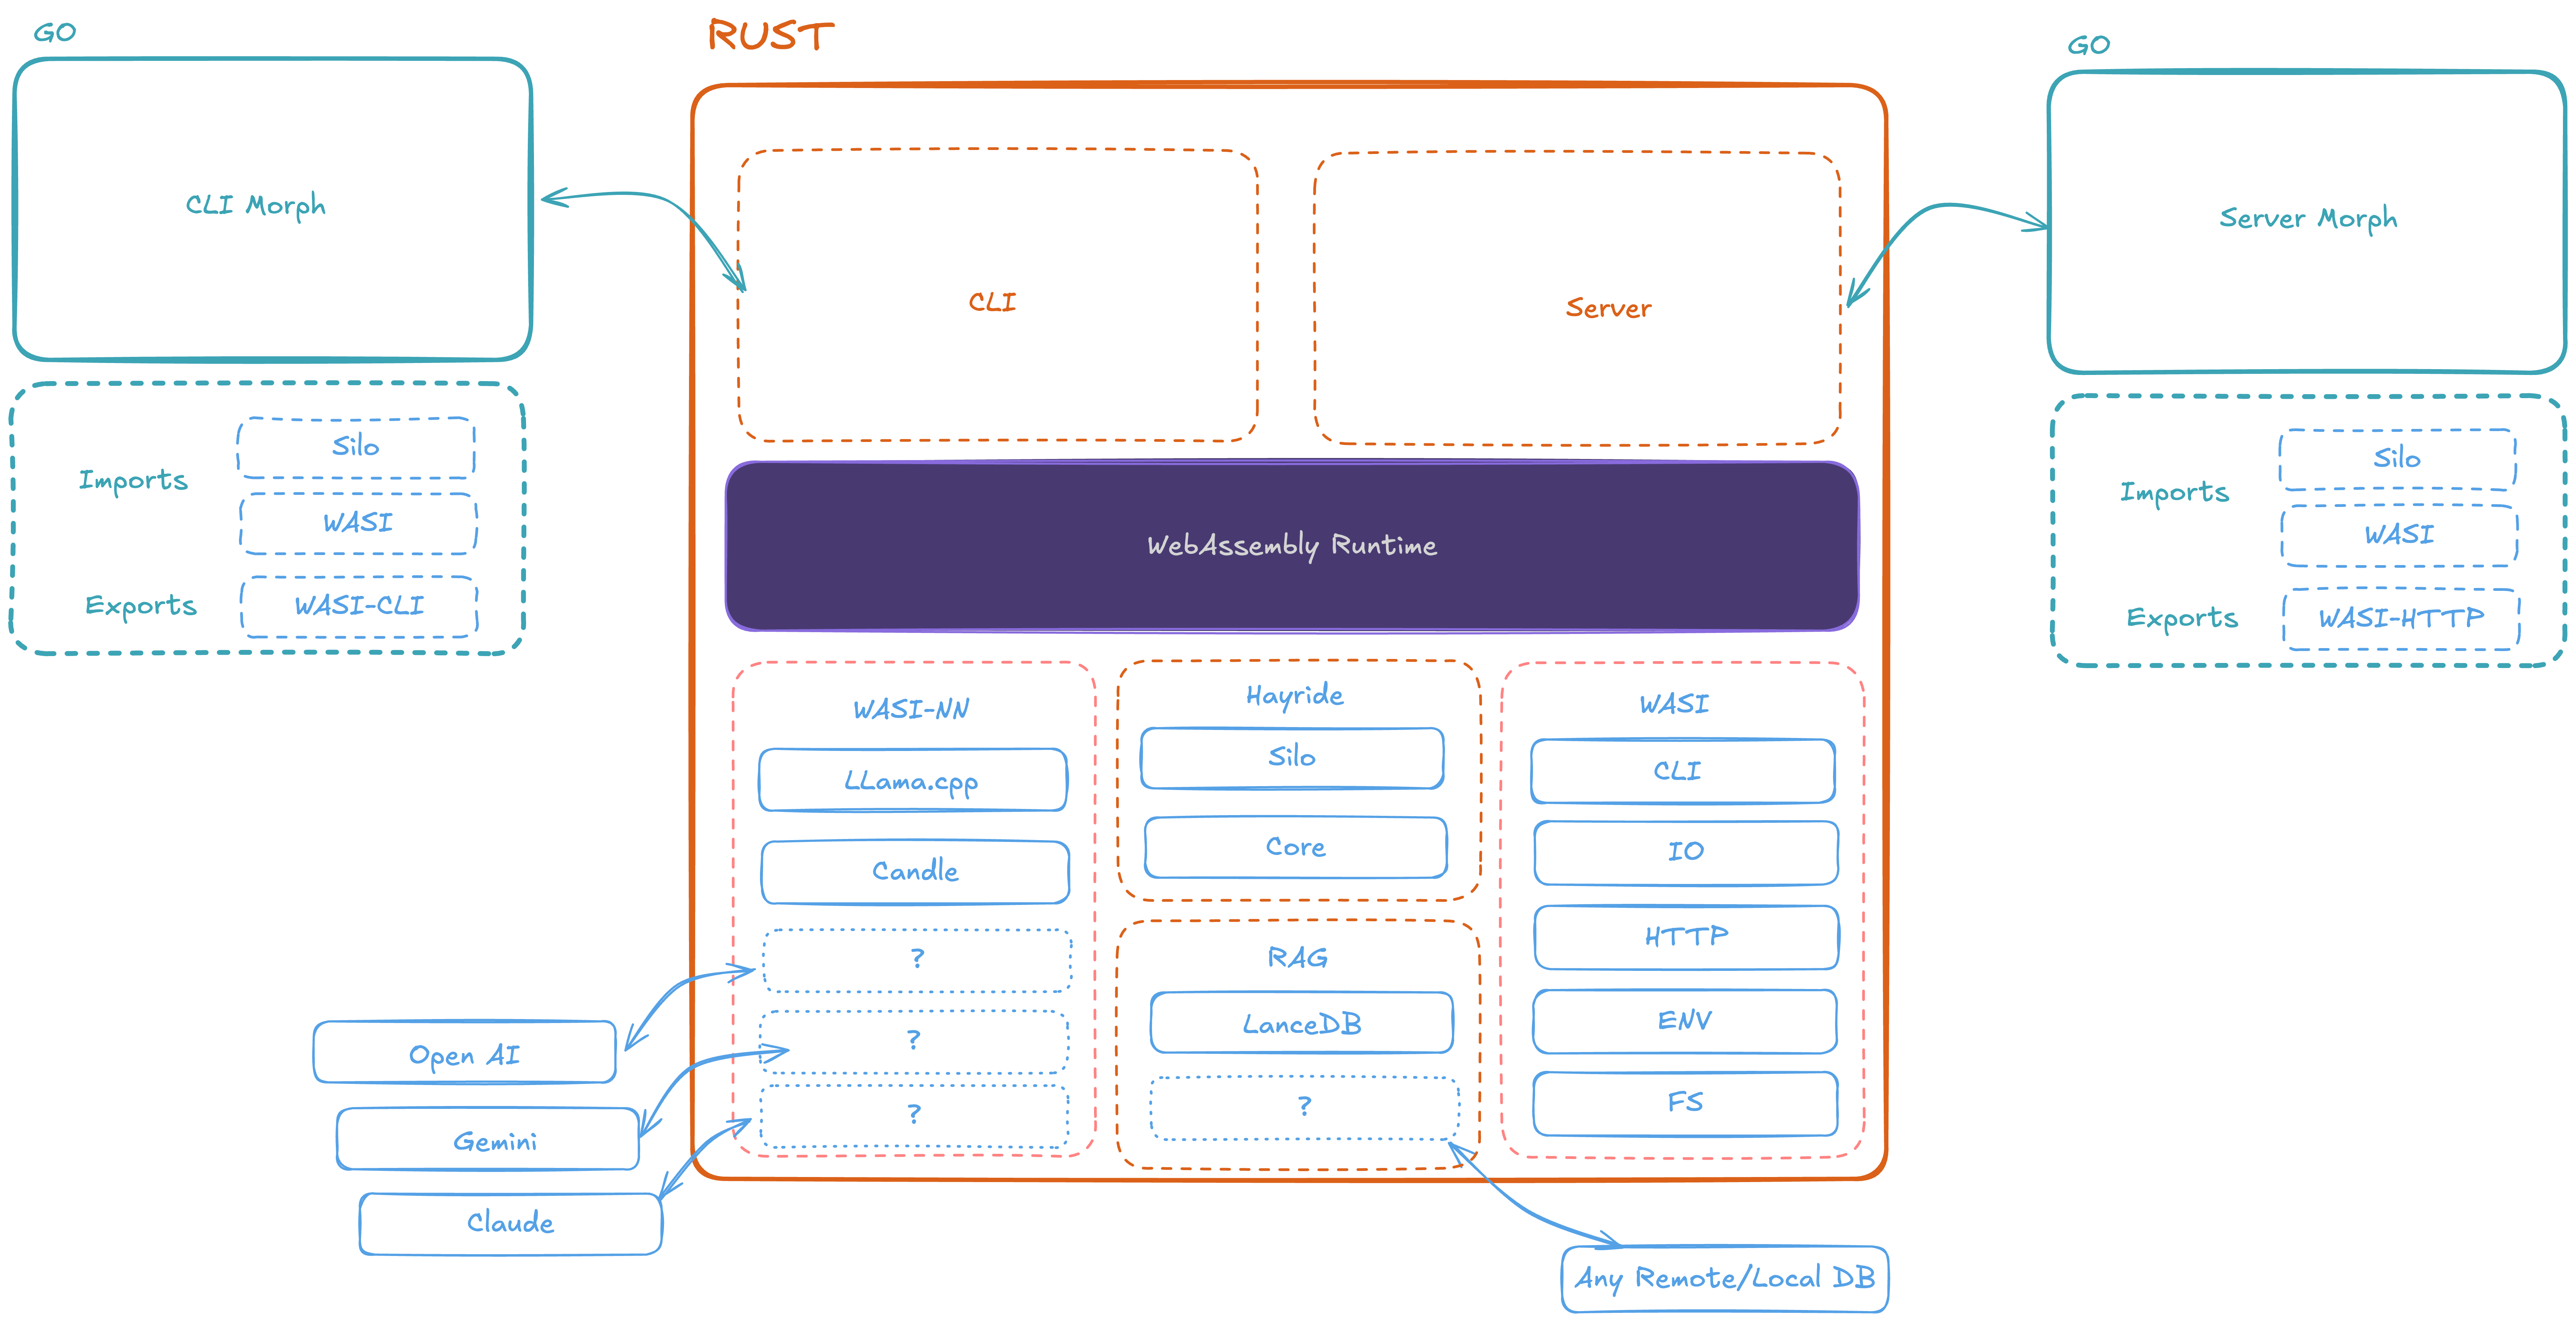 GO
CLI Morph
Imports
Silo
WASI
Exports
WASI-CLI
RUST
CLI
Server
WebAssembly Runtime
WASI-NN
LLama.cpp
Candle
?
?
?
Hayride
Silo
Core
RAG
LanceDB
?
WASI
CLI
IO
HTTP
ENV
FS
Open AI
Gemini
Claude
Any Remote/Local DB
GO
Server Morph
Imports
Silo
WASI
Exports
WASI-HTTP